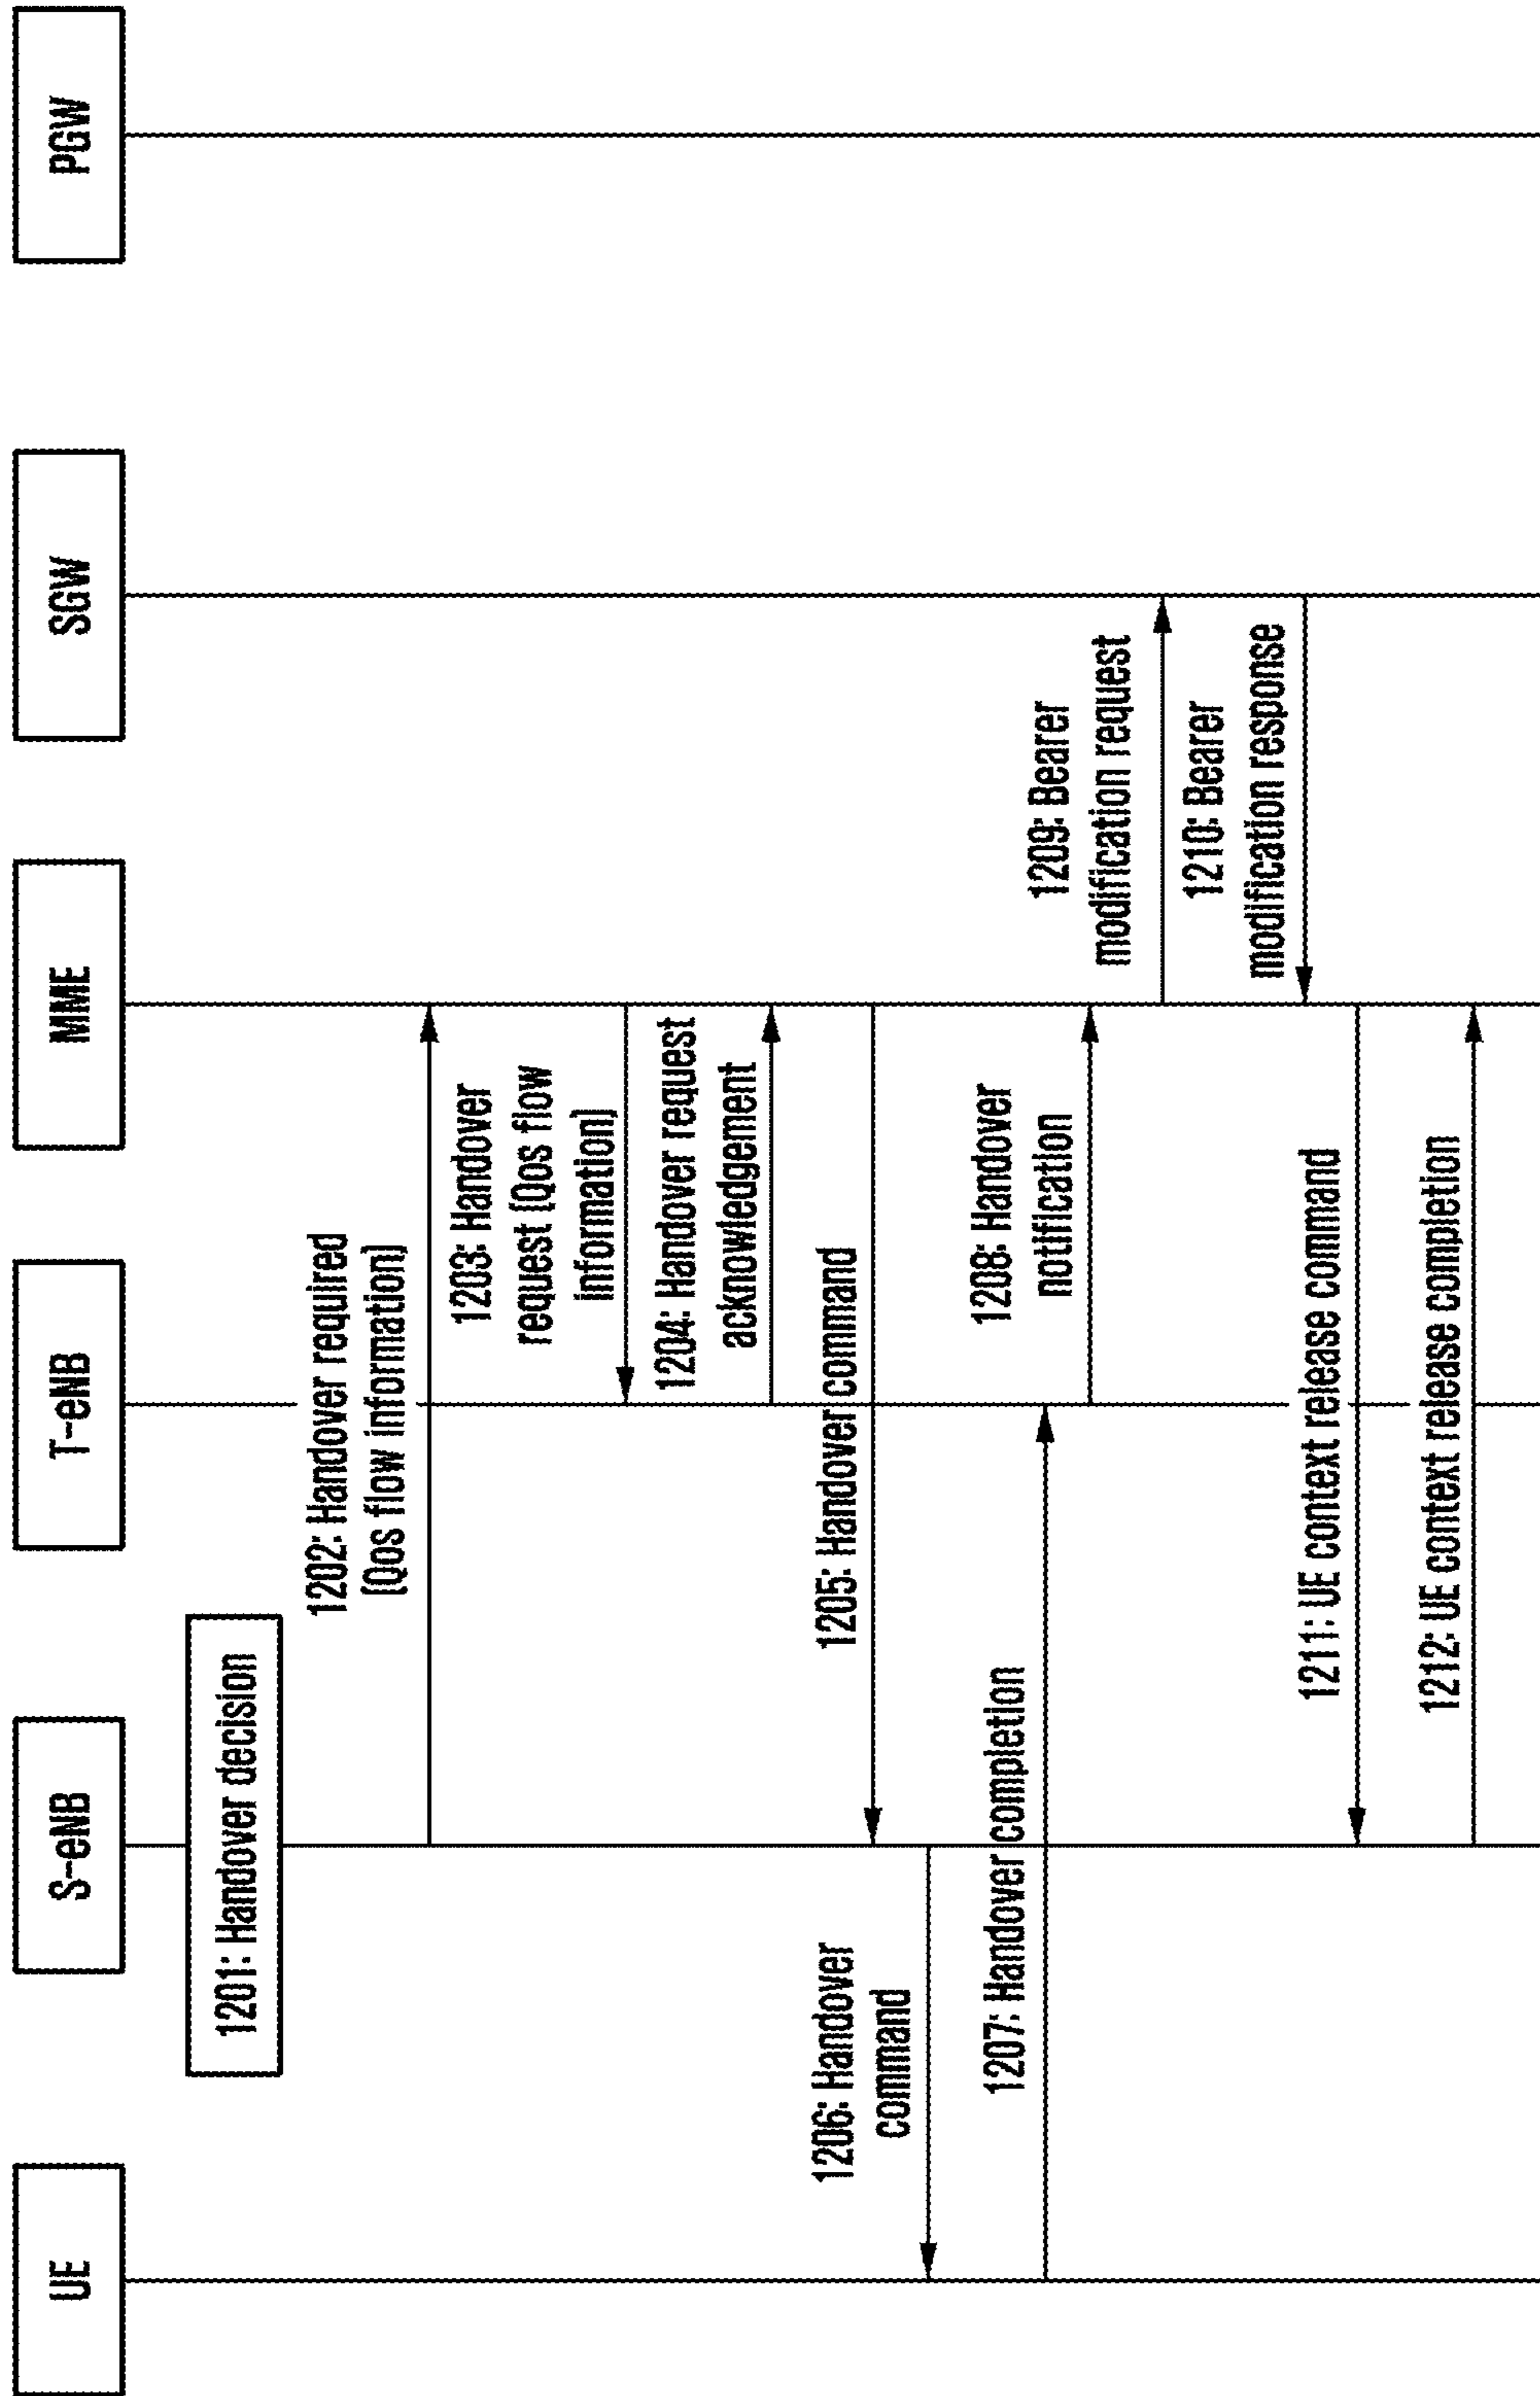 UE
S-eNB
T-eNB
MME
SGW
PGW
1201: Handover decision
1202: Handover required
(Qos flow information)
1203: Handover
request (Qos flow
information)
1204: Handover request
acknowledgement
1205: Handover command
1206: Handover
command
1207: Handover completion
1208: Handover
notification
1209: Bearer
modification request
1210: Bearer
modification response
1211: UE context release command
1212: UE context release completion